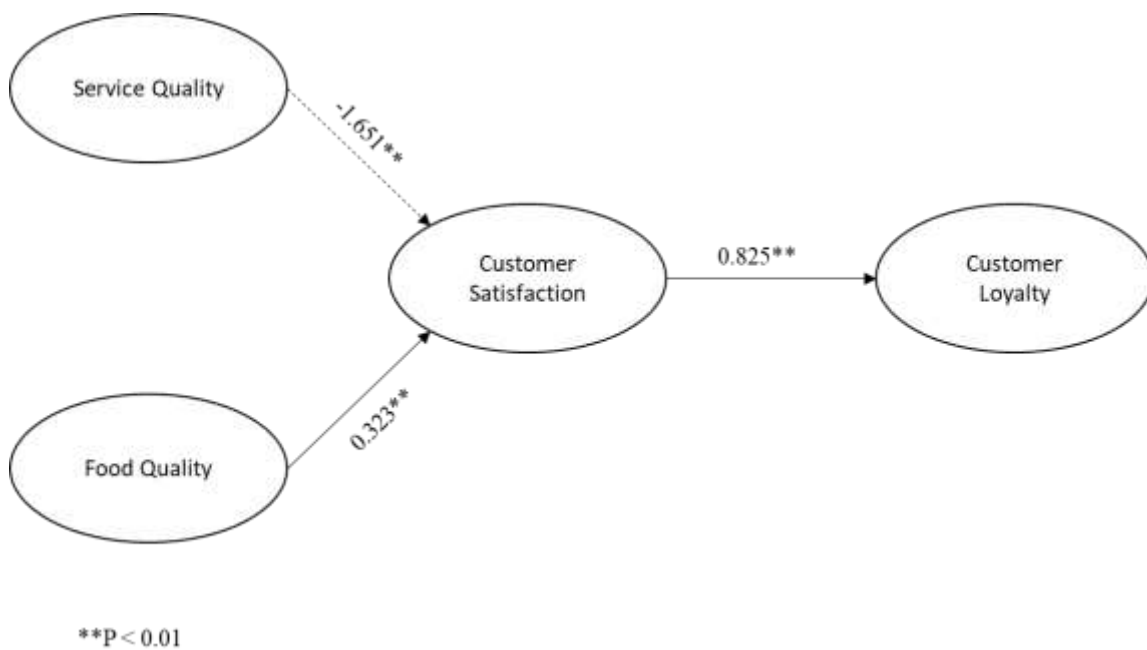 Service Quality
-1.651**
Customer
Satisfaction
0.825**
Customer
Loyalty
0.323**
Food Quality
**P < 0.01